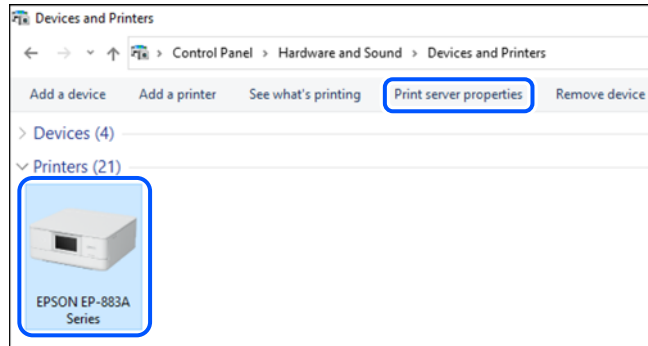 Devices and Printers
Control Panel > Hardware and Sound > Devices and Printers
Add a device Add a printer See what's printing Print server properties Remove device
Devices (4)
Printers (21)
EPSON EP-883A
Series